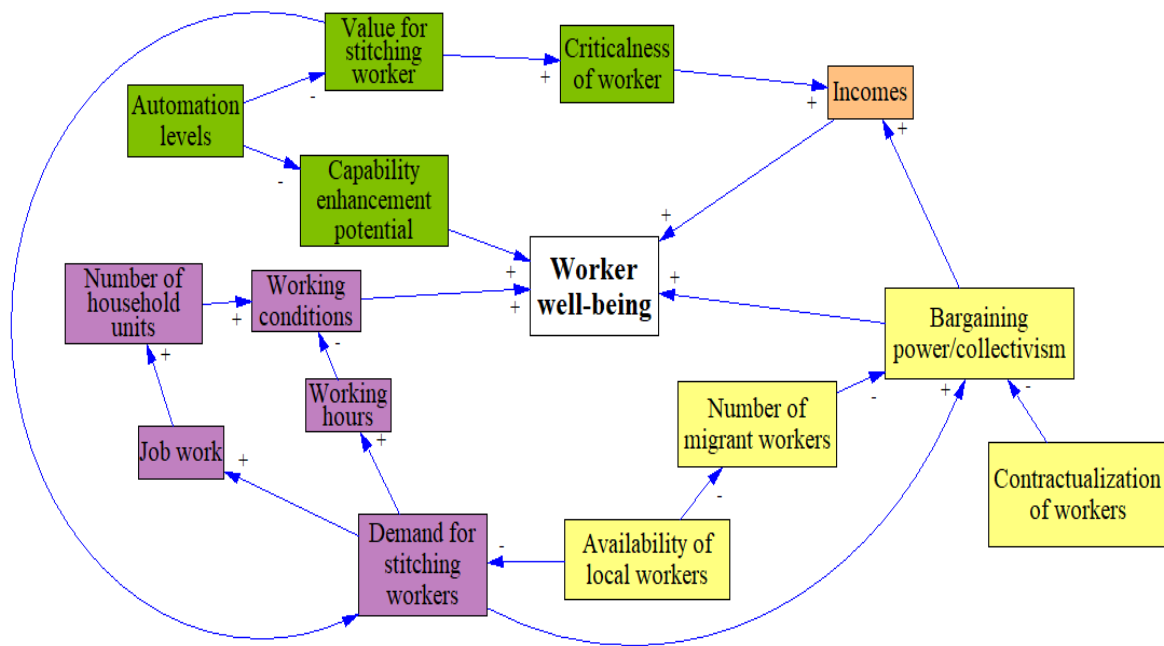 Value for
stitching
worker
Criticalness
of worker
+
Incomes
+
+
Automation
levels
-
-
Capability
enhancement
potential
+
+
Worker
well-being
+
+
Number of
household
units
+
Working
conditions
+
-
Bargaining
power/collectivism
+
-
-
Working
hours
+
Number of
migrant workers
-
Job work
+
Contractualization
of workers
Demand for
stitching
workers
-
Availability of
local workers